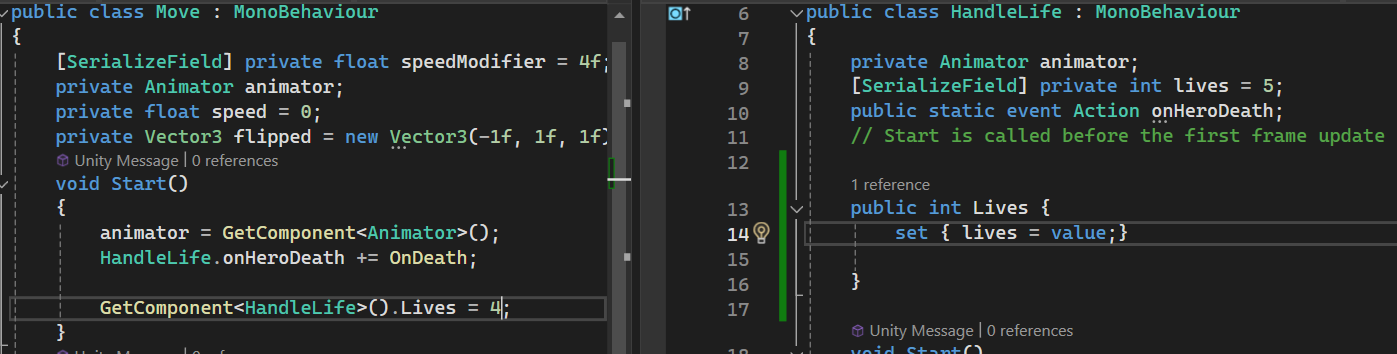 public class Move : MonoBehaviour
{
[SerializeField] private float speedModifier = 4f;
private Animator animator;
private float speed = 0;
private Vector3 flipped = new Vector3(-1f, 1f, 1f)
Unity Message | 0 references
void Start()
{
animator = GetComponent<Animator>();
HandleLife.onHeroDeath += OnDeath;
GetComponent<HandleLife>().Lives = 4;
}
6 public class HandleLife : MonoBehaviour
7 {
8 private Animator animator;
9 [SerializeField] private int lives = 5;
10 public static event Action onHeroDeath;
11 // Start is called before the first frame update
12
1 reference
13 public int Lives {
14 set { lives = value;}
15
16 }
17
Unity Message | 0 references
18 void Start()